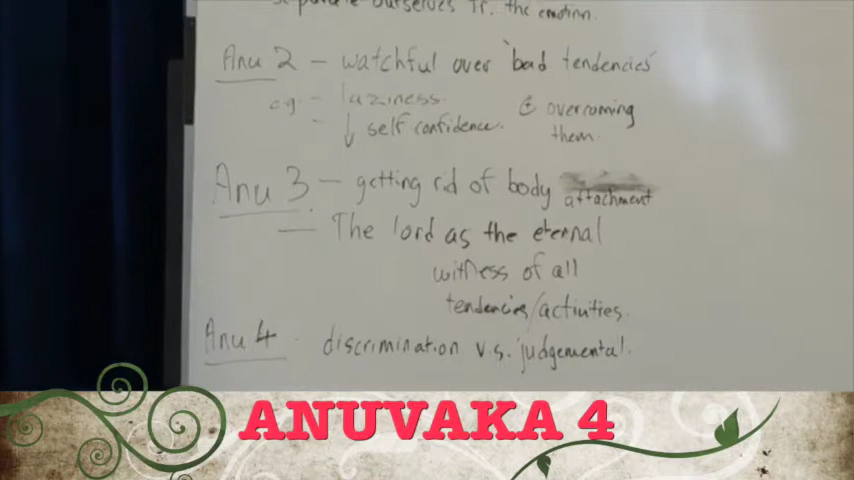 separate ourselves fr. the emotion.
Anu 2 - watchful over 'bad tendencies'
eg. - laziness.
- ↓ self confidence. & overcoming
them.
Anu 3 - getting rid of body attachment
- The lord as the eternal
witness of all
tendencies/activities.
Anu 4 - discrimination v.s. judgemental.
ANUVAKA 4